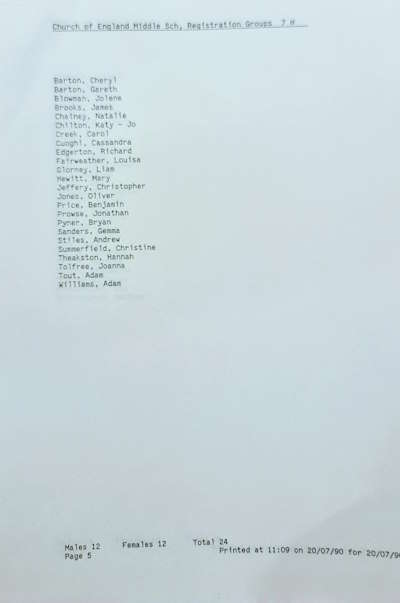 Church of England Middle Sch, Registration Groups 7 H
Barton, Cheryl
Barton, Gareth
Blowman, Jolene
Brooks, James
Chainey, Natalie
Chilton, Katy - Jo
Creek, Carol
Cuoghi, Cassandra
Edgerton, Richard
Fairweather, Louisa
Glorney, Liam
Hewitt, Mary
Jeffery, Christopher
Jones, Oliver
Price, Benjamin
Prowse, Jonathan
Pyner, Bryan
Sanders, Gemma
Stiles, Andrew
Summerfield, Christine
Theakston, Hannah
Tolfree, Joanna
Tout, Adam
Williams, Adam
Males 12 Females 12 Total 24
Page 5 Printed at 11:09 on 20/07/90 for 20/07/90